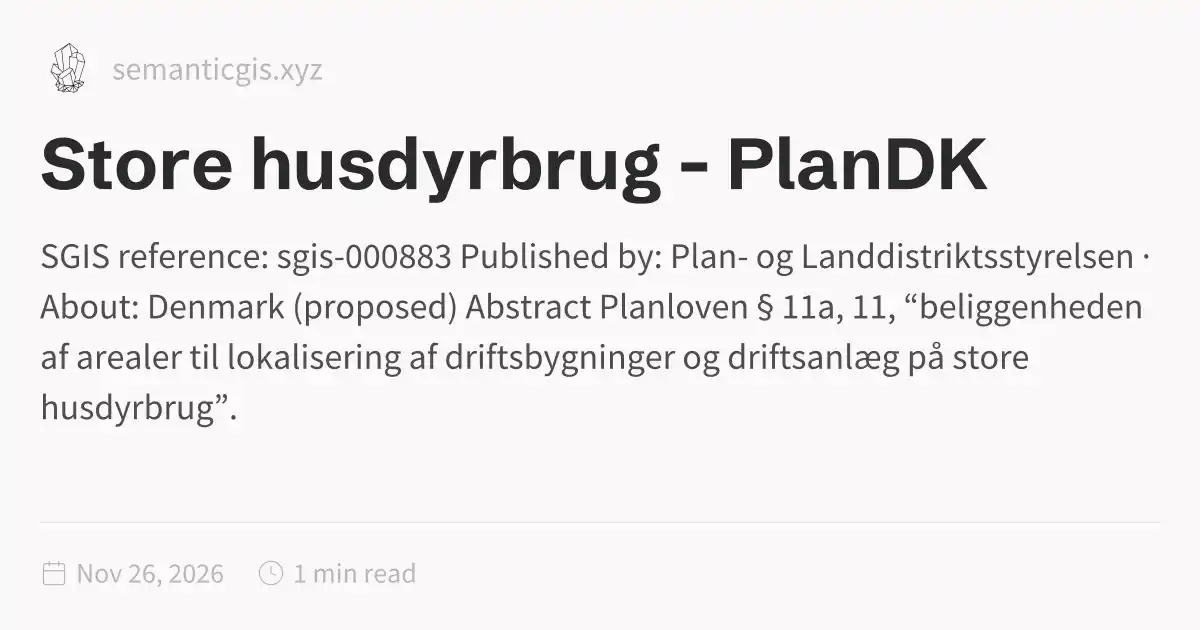 semanticgis.xyz
Store husdyrbrug - PlanDK
SGIS reference: sgis-000883 Published by: Plan- og Landdistriktsstyrelsen ·
About: Denmark (proposed) Abstract Planloven § 11a, 11, “beliggenheden
af arealer til lokalisering af driftsbygninger og driftsanlæg på store
husdyrbrug”.
Nov 26, 2026 1 min read